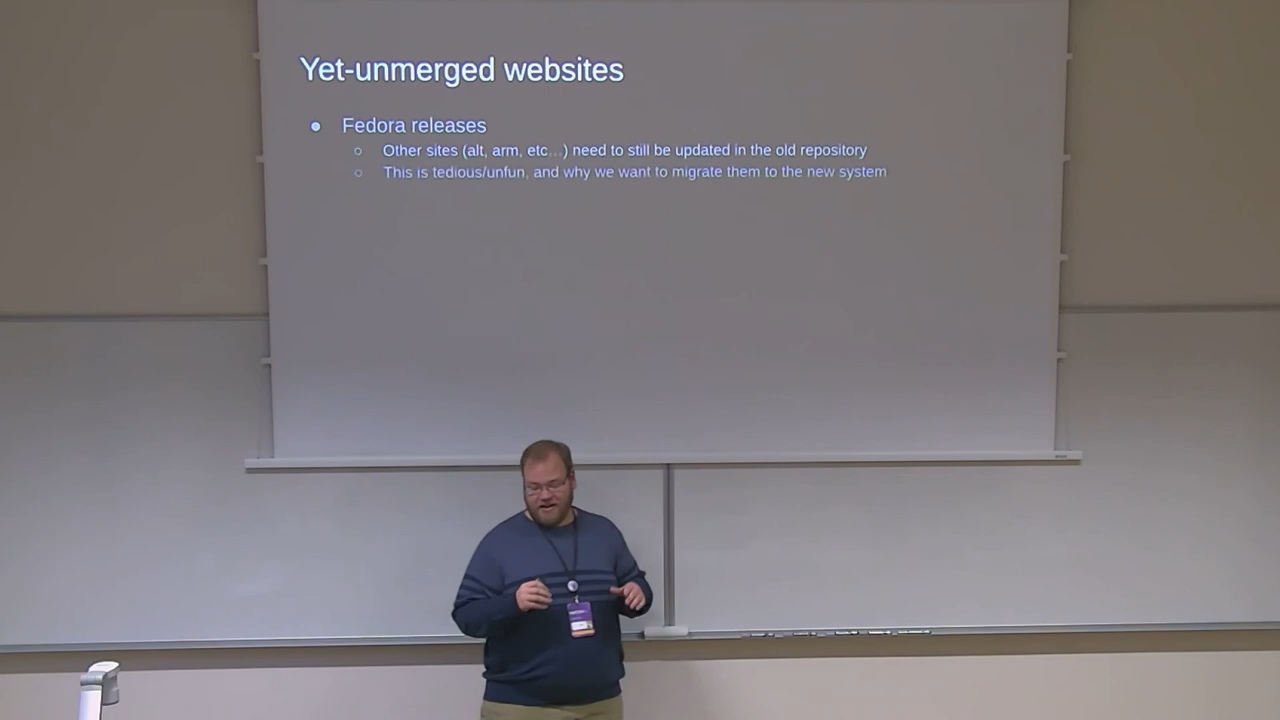 Yet-unmerged websites
Fedora releases
Other sites (alt, arm, etc…) need to still be updated in the old repository
This is tedious/unfun, and why we want to migrate them to the new system